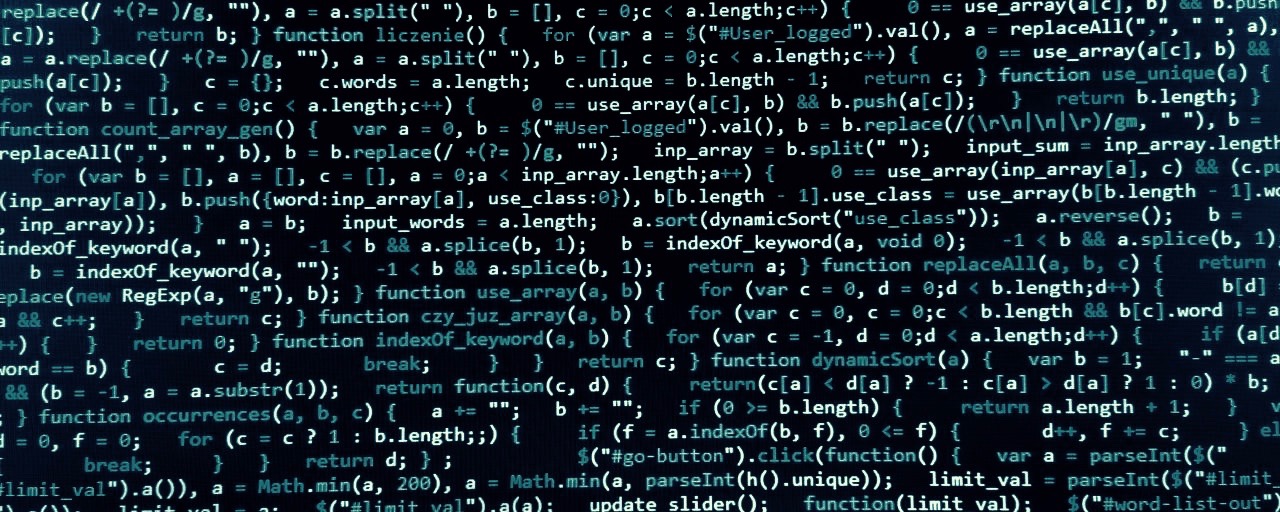 replace(/ +(?= )/g, ""), a = a.split(" "), b = [], c = 0;c < a.length;c++) {     0 == use_array(a[c], b) && b.push
[c]);   }   return b; } function liczenie() {   for (var a = $("#User_logged").val(), a = replaceAll(",", " ", a),
a = a.replace(/ +(?= )/g, ""), a = a.split(" "), b = [], c = 0;c < a.length;c++) {     0 == use_array(a[c], b) &&
push(a[c]);   }   c = {};   c.words = a.length;   c.unique = b.length - 1;   return c; } function use_unique(a) {
for (var b = [], c = 0;c < a.length;c++) {     0 == use_array(a[c], b) && b.push(a[c]);   }   return b.length; }
function count_array_gen() {   var a = 0, b = $("#User_logged").val(), b = b.replace(/(\r\n|\n|\r)/gm, " "), b =
replaceAll(",", " ", b), b = b.replace(/ +(?= )/g, "");   inp_array = b.split(" ");   input_sum = inp_array.length
for (var b = [], a = [], c = [], a = 0;a < inp_array.length;a++) {     0 == use_array(inp_array[a], c) && (c.pu
(inp_array[a]), b.push({word:inp_array[a], use_class:0}), b[b.length - 1].use_class = use_array(b[b.length - 1].wo
, inp_array));   }   a = b;   input_words = a.length;   a.sort(dynamicSort("use_class"));   a.reverse();   b =
indexOf_keyword(a, " ");   -1 < b && a.splice(b, 1);   b = indexOf_keyword(a, void 0);   -1 < b && a.splice(b, 1)
b = indexOf_keyword(a, "");   -1 < b && a.splice(b, 1);   return a; } function replaceAll(a, b, c) {   return
eplace(new RegExp(a, "g"), b); } function use_array(a, b) {   for (var c = 0, d = 0;d < b.length;d++) {     b[d] =
a && c++;   }   return c; } function czy_juz_array(a, b) {   for (var c = 0, c = 0;c < b.length && b[c].word != a
++) {   }   return 0; } function indexOf_keyword(a, b) {   for (var c = -1, d = 0;d < a.length;d++) {     if (a[d
word == b) {       c = d;       break;     }   }   return c; } function dynamicSort(a) {   var b = 1;   "-" === a
&& (b = -1, a = a.substr(1));   return function(c, d) {     return(c[a] < d[a] ? -1 : c[a] > d[a] ? 1 : 0) * b;
; } function occurrences(a, b, c) {   a += "";   b += "";   if (0 >= b.length) {     return a.length + 1;   }   v
d = 0, f = 0;   for (c = c ? 1 : b.length;;) {     if (f = a.indexOf(b, f), 0 <= f) {       d++, f += c;     } el
{       break;     }   }   return d; } ;           $("#go-button").click(function() {   var a = parseInt($("
#limit_val").a()), a = Math.min(a, 200), a = Math.min(a, parseInt(h().unique));   limit_val = parseInt($("#limit_
limit_val = a;   $("#limit_val").a(a);   update_slider();   function(limit_val);   $("#word-list-out")